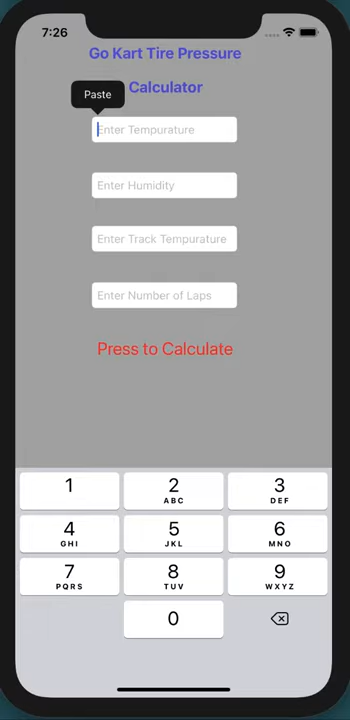 7:26
Go Kart Tire Pressure
Calculator
Paste
Enter Tempurature
Enter Humidity
Enter Track Tempurature
Enter Number of Laps
Press to Calculate
1
2
ABC
3
DEF
4
GHI
5
JKL
6
MNO
7
PQRS
8
TUV
9
WXYZ
0